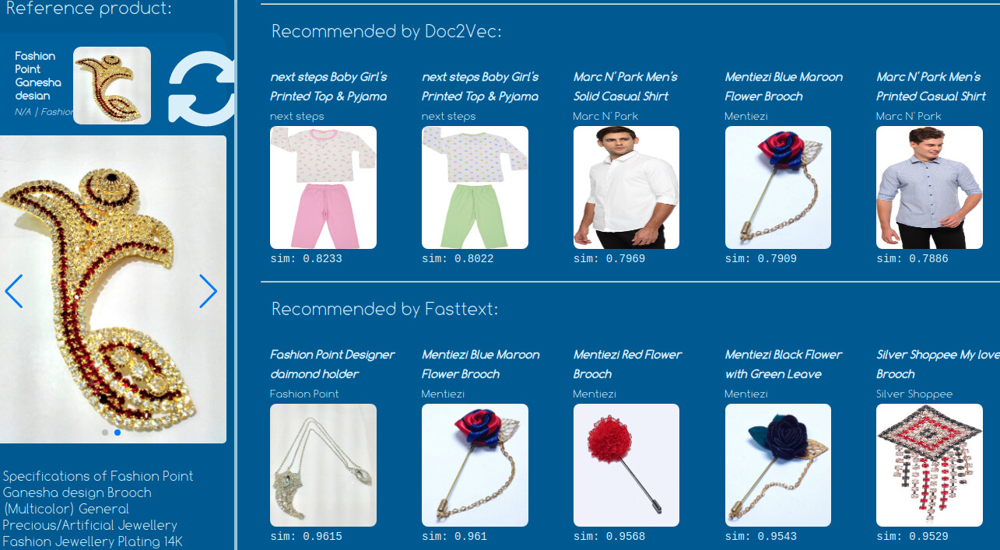 Reference product:
Fashion
Point
Ganesha
design
N/A | Fashion
Specifications of Fashion Point
Ganesha design Brooch
(Multicolor) General
Precious/Artificial Jewellery
Fashion Jewellery Plating 14K
Recommended by Doc2Vec:
next steps Baby Girl's
Printed Top & Pyjama
next steps
sim: 0.8233
next steps Baby Girl's
Printed Top & Pyjama
next steps
sim: 0.8022
Marc N' Park Men's
Solid Casual Shirt
Marc N' Park
sim: 0.7969
Mentiezi Blue Maroon
Flower Brooch
Mentiezi
sim: 0.7909
Marc N' Park Men's
Printed Casual Shirt
Marc N' Park
sim: 0.7886
Recommended by Fasttext:
Fashion Point Designer
daimond holder
Fashion Point
sim: 0.9615
Mentiezi Blue Maroon
Flower Brooch
Mentiezi
sim: 0.961
Mentiezi Red Flower
Brooch
Mentiezi
sim: 0.9568
Mentiezi Black Flower
with Green Leave
Mentiezi
sim: 0.9543
Silver Shoppee My love
Brooch
Silver Shoppee
sim: 0.9529